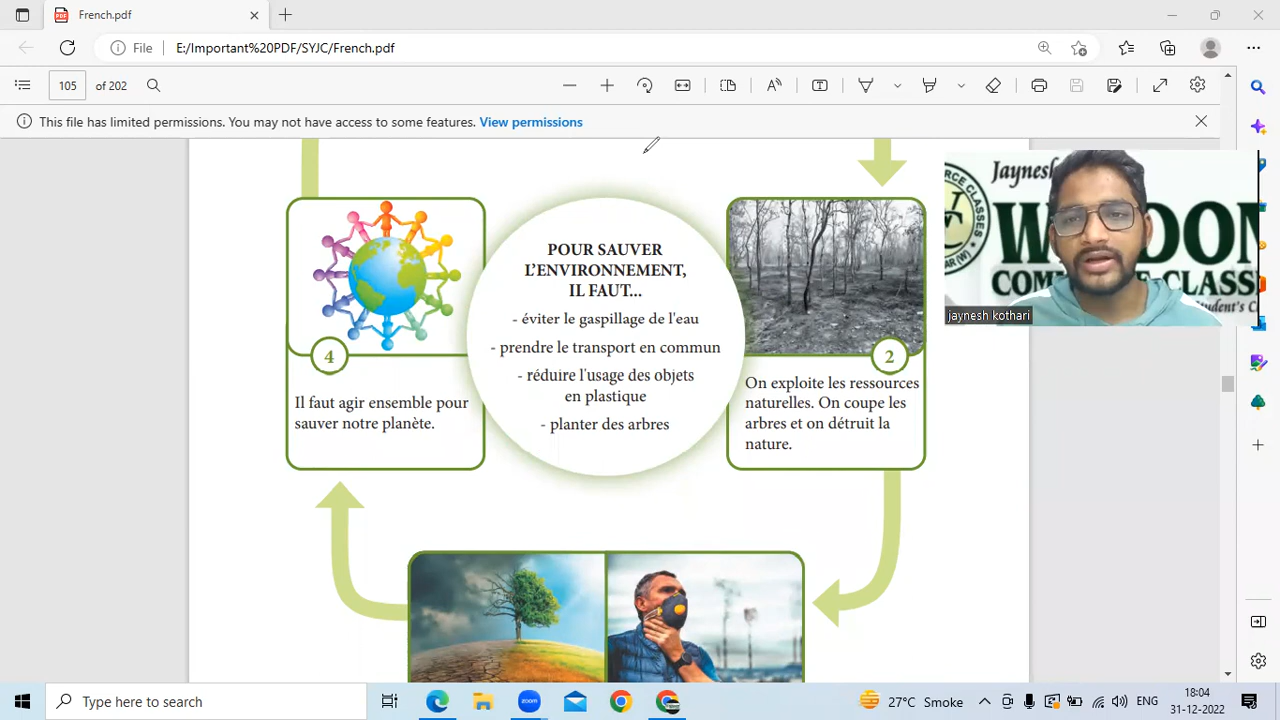 French.pdf
File
E:/Important%20PDF/SYJC/French.pdf
105
of 202
This file has limited permissions. You may not have access to some features. View permissions
POUR SAUVER
L'ENVIRONNEMENT,
IL FAUT...
- éviter le gaspillage de l'eau
- prendre le transport en commun
- réduire l'usage des objets
en plastique
- planter des arbres
4
Il faut agir ensemble pour
sauver notre planète.
2
On exploite les ressources
naturelles. On coupe les
arbres et on détruit la
nature.
Jaynesh
jaynesh kothari
Type here to search
zoom
27°C Smoke
ENG
18:04
31-12-2022